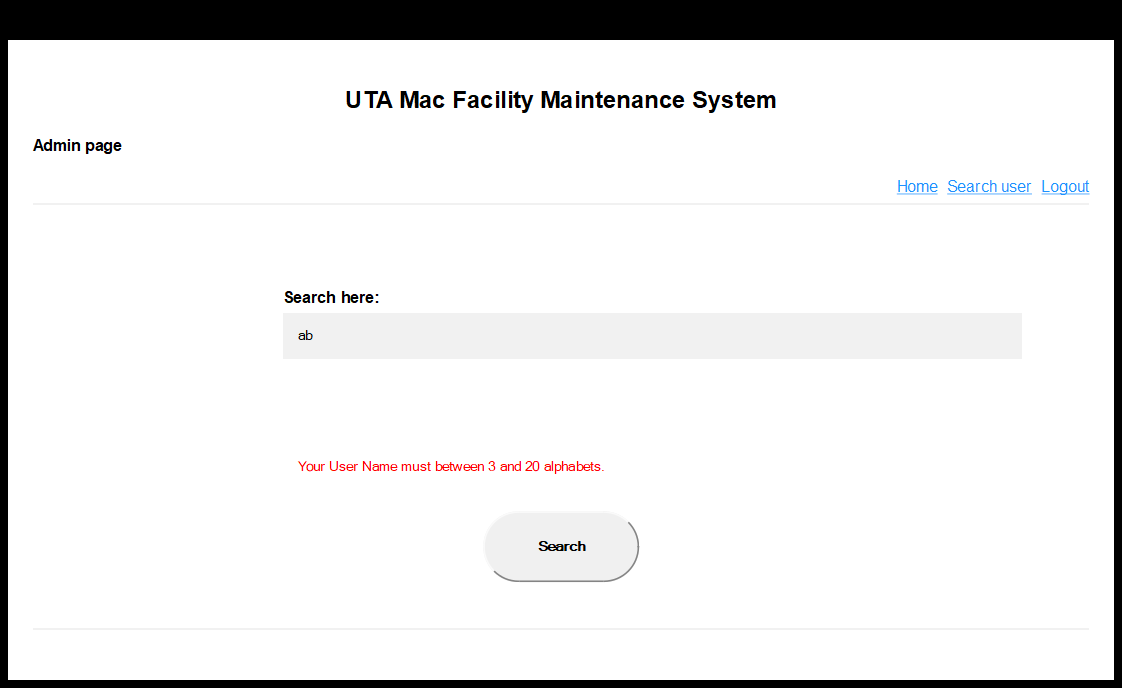 UTA Mac Facility Maintenance System
Admin page
Home Search user Logout
Search here:
ab
Your User Name must between 3 and 20 alphabets.
Search